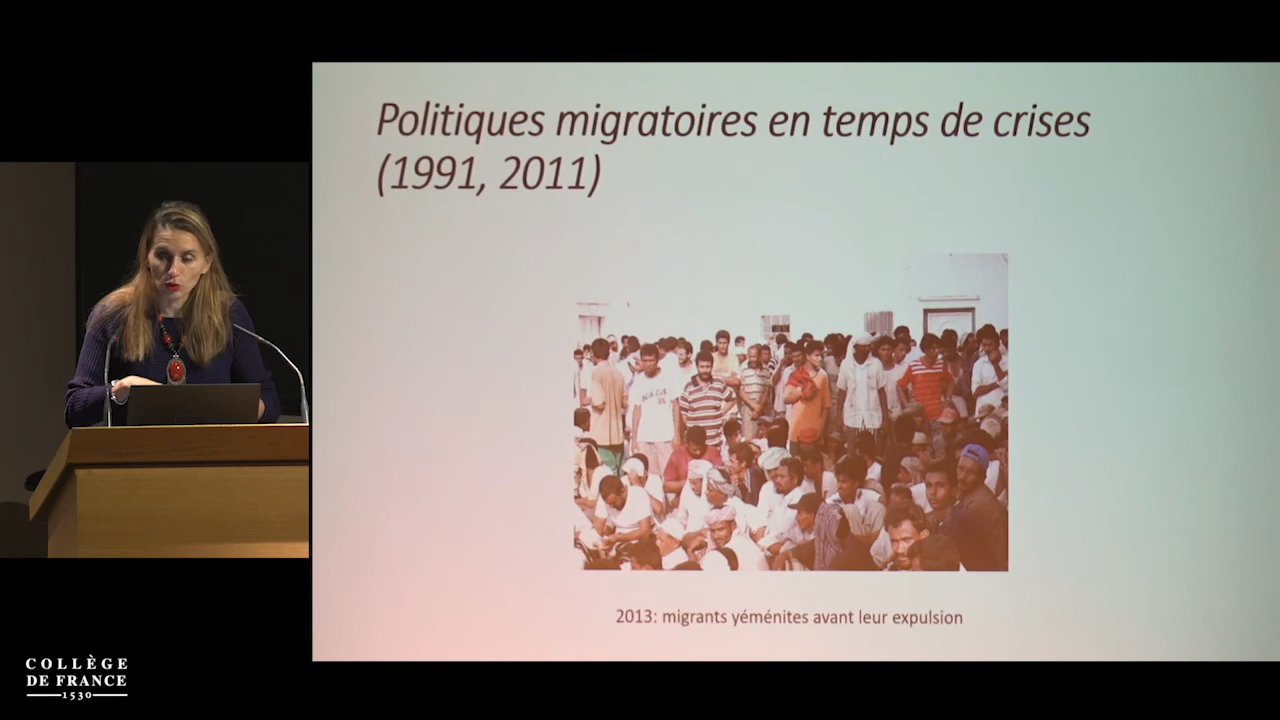 Politiques migratoires en temps de crises
(1991, 2011)
2013: migrants yéménites avant leur expulsion
COLLÈGE
DE FRANCE
1530